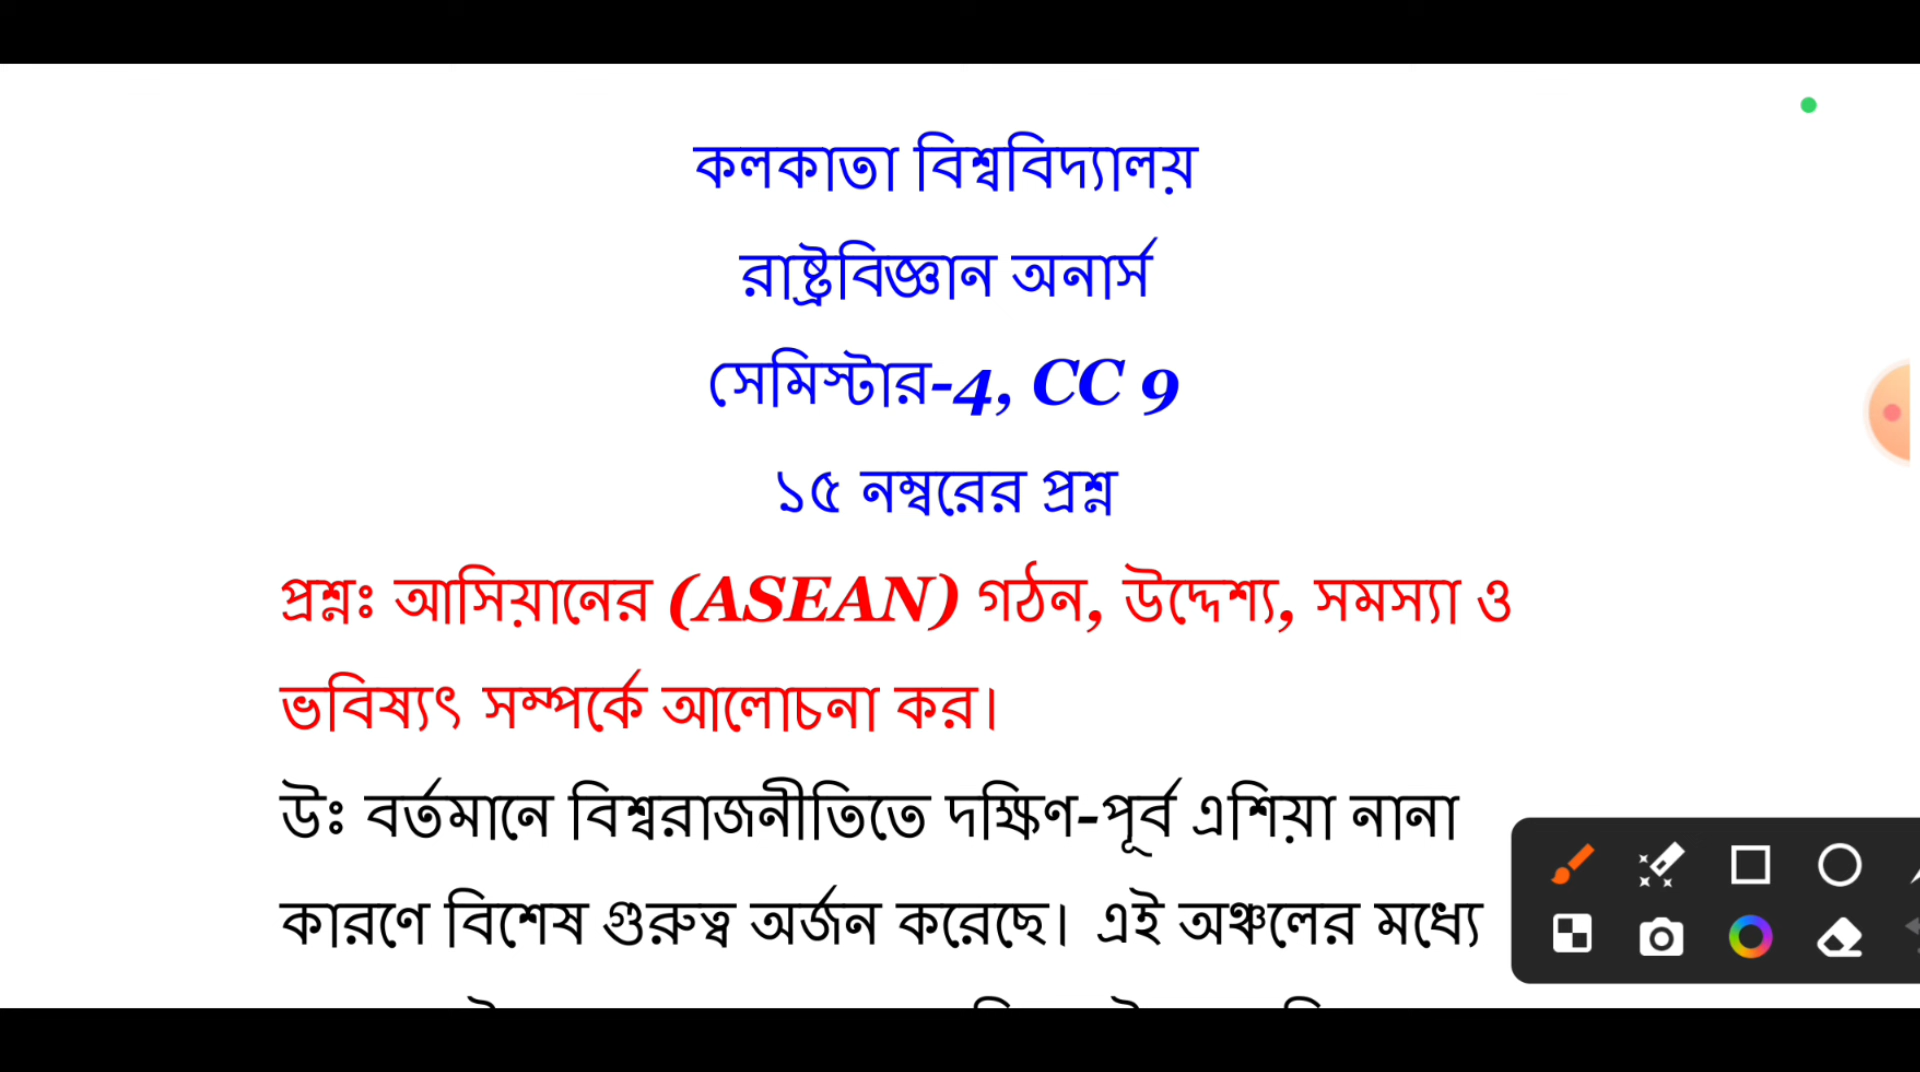 কলকাতা বিশ্ববিদ্যালয়
রাষ্ট্রবিজ্ঞান অনার্স
সেমিস্টার-4, CC 9
১৫ নম্বরের প্রশ্ন
প্রশ্নঃ আসিয়ানের (ASEAN) গঠন, উদ্দেশ্য, সমস্যা ও
ভবিষ্যৎ সম্পর্কে আলোচনা কর।
উঃ বর্তমানে বিশ্বরাজনীতিতে দক্ষিণ-পূর্ব এশিয়া নানা
কারণে বিশেষ গুরুত্ব অর্জন করেছে। এই অঞ্চলের মধ্যে